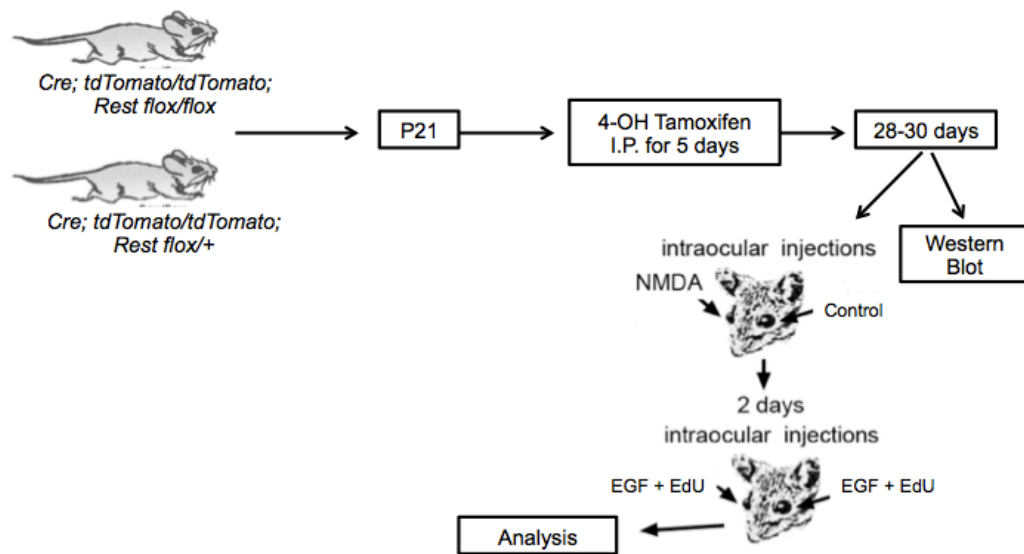 Cre; tdTomato/tdTomato;
Rest flox/flox
P21
4-OH Tamoxifen
I.P. for 5 days
28-30 days
Cre; tdTomato/tdTomato;
Rest flox/+
Western
Blot
intraocular injections
NMDA
Control
2 days
intraocular injections
EGF + EdU
EGF + EdU
Analysis